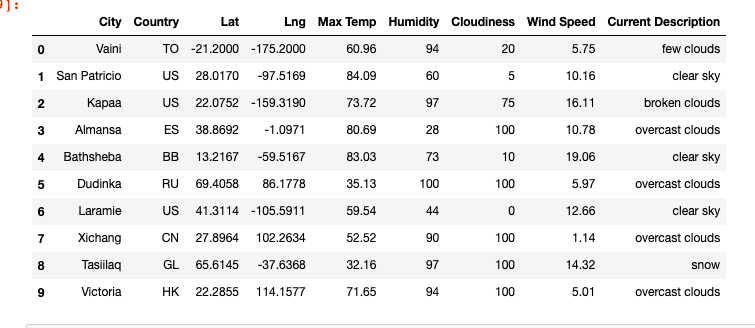 9]:
City Country Lat Lng Max Temp Humidity Cloudiness Wind Speed Current Description
0 Vaini TO -21.2000 -175.2000 60.96 94 20 5.75 few clouds
1 San Patricio US 28.0170 -97.5169 84.09 60 5 10.16 clear sky
2 Kapaa US 22.0752 -159.3190 73.72 97 75 16.11 broken clouds
3 Almansa ES 38.8692 -1.0971 80.69 28 100 10.78 overcast clouds
4 Bathsheba BB 13.2167 -59.5167 83.03 73 10 19.06 clear sky
5 Dudinka RU 69.4058 86.1778 35.13 100 100 5.97 overcast clouds
6 Laramie US 41.3114 -105.5911 59.54 44 0 12.66 clear sky
7 Xichang CN 27.8964 102.2634 52.52 90 100 1.14 overcast clouds
8 Tasiilaq GL 65.6145 -37.6368 32.16 97 100 14.32 snow
9 Victoria HK 22.2855 114.1577 71.65 94 100 5.01 overcast clouds